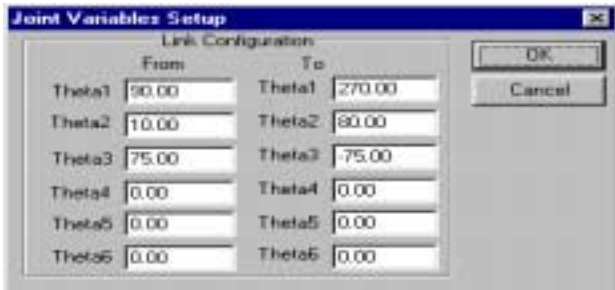 Joint Variables Setup
Link Configuration
From To
Theta1 90.00 Theta1 270.00
Theta2 10.00 Theta2 80.00
Theta3 75.00 Theta3 -75.00
Theta4 0.00 Theta4 0.00
Theta5 0.00 Theta5 0.00
Theta6 0.00 Theta6 0.00
OK
Cancel